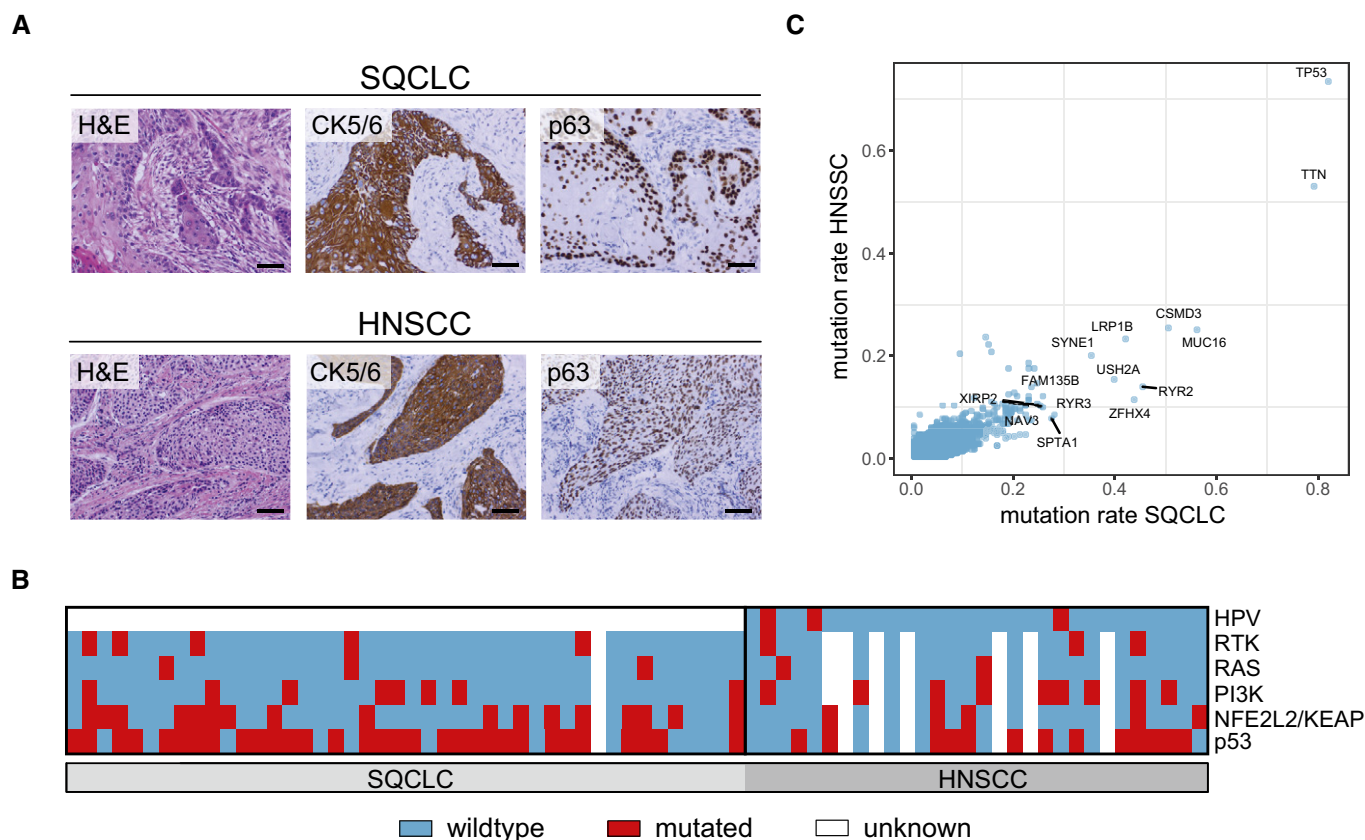 A
SQCLC
H&E
CK5/6
p63
HNSCC
H&E
CK5/6
p63
C
mutation rate HNSSC
0.6
0.4
0.2
0.0
TP53
TTN
CSMD3
LRP1B
MUC16
SYNE1
USH2A
FAM135B
RYR2
XIRP2
RYR3
ZFHX4
NAV3
SPTA1
0.0 0.2 0.4 0.6 0.8
mutation rate SQCLC
B
HPV
RTK
RAS
PI3K
NFE2L2/KEAP
p53
SQCLC HNSCC
wildtype mutated unknown